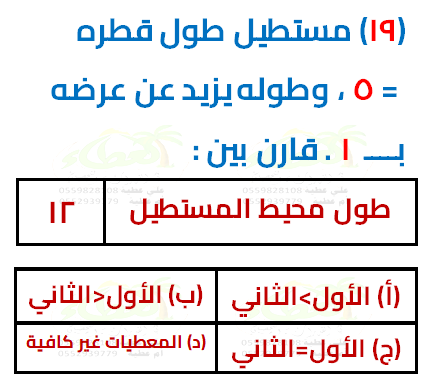 (١٩) مستطيل طول قطره
= ٥ ، وطوله يزيد عن عرضه
بــــ ١ . قارن بين :
طول محيط المستطيل ١٢
(أ) الأول>الثاني (ب) الأول<الثاني
(ج) الأول=الثاني (د) المعطيات غير كافية